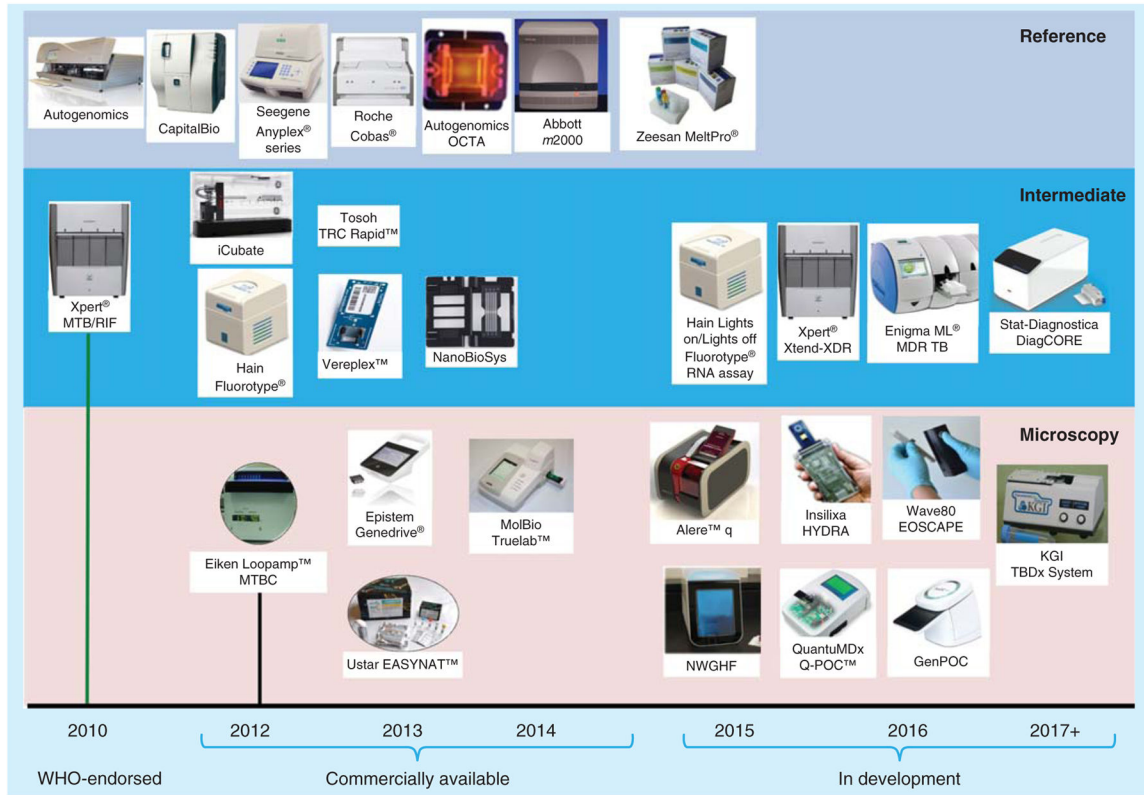 Reference
Autogenomics
CapitalBio
Seegene
Anyplex®
series
Roche
Cobas®
Autogenomics
OCTA
Abbott
m2000
Zeesan MeltPro®
Intermediate
Xpert®
MTB/RIF
iCubate
Hain
Fluorotype®
Tosoh
TRC Rapid™
Vereplex™
NanoBioSys
Hain Lights
on/Lights off
Fluorotype®
RNA assay
Xpert®
Xtend-XDR
Enigma ML®
MDR TB
Stat-Diagnostica
DiagCORE
Microscopy
Eiken Loopamp™
MTBC
Epistem
Genedrive®
Ustar EASYNAT™
MolBio
Truelab™
Alere™ q
Insilixa
HYDRA
Wave80
EOSCAPE
KGI
KGI
TBDx System
NWGHF
QuantuMDx
Q-POC™
GenPOC
2010
2012
2013
2014
2015
2016
2017+
WHO-endorsed
Commercially available
In development